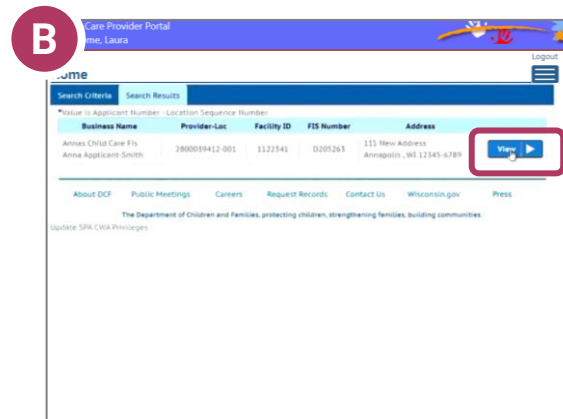 B
Care Provider Portal
me, Laura
Logout
ome
Search Criteria Search Results
*Value is Applicant Number - Location Sequence Number
Business Name Provider-Loc Facility ID FIS Number Address
Annas Child Care Fis 111 New Address
2800039412-001 1122341 D205263 View
Anna Applicant-Smith Annapolis , WI 12345-6789
About DCF Public Meetings Careers Request Records Contact Us Wisconsin.gov Press
The Department of Children and Families, protecting children, strengthening families, building communities
Update SPA CWA Privileges